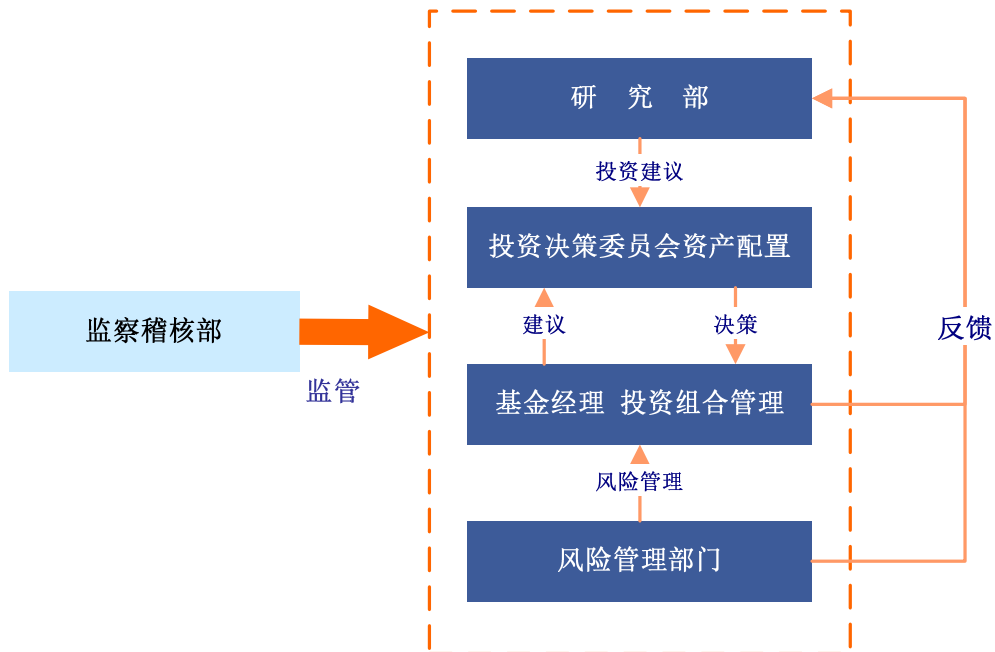 研 究 部
投资建议
投资决策委员会资产配置
建议
决策
反馈
监察稽核部
监管
基金经理 投资组合管理
风险管理
风险管理部门